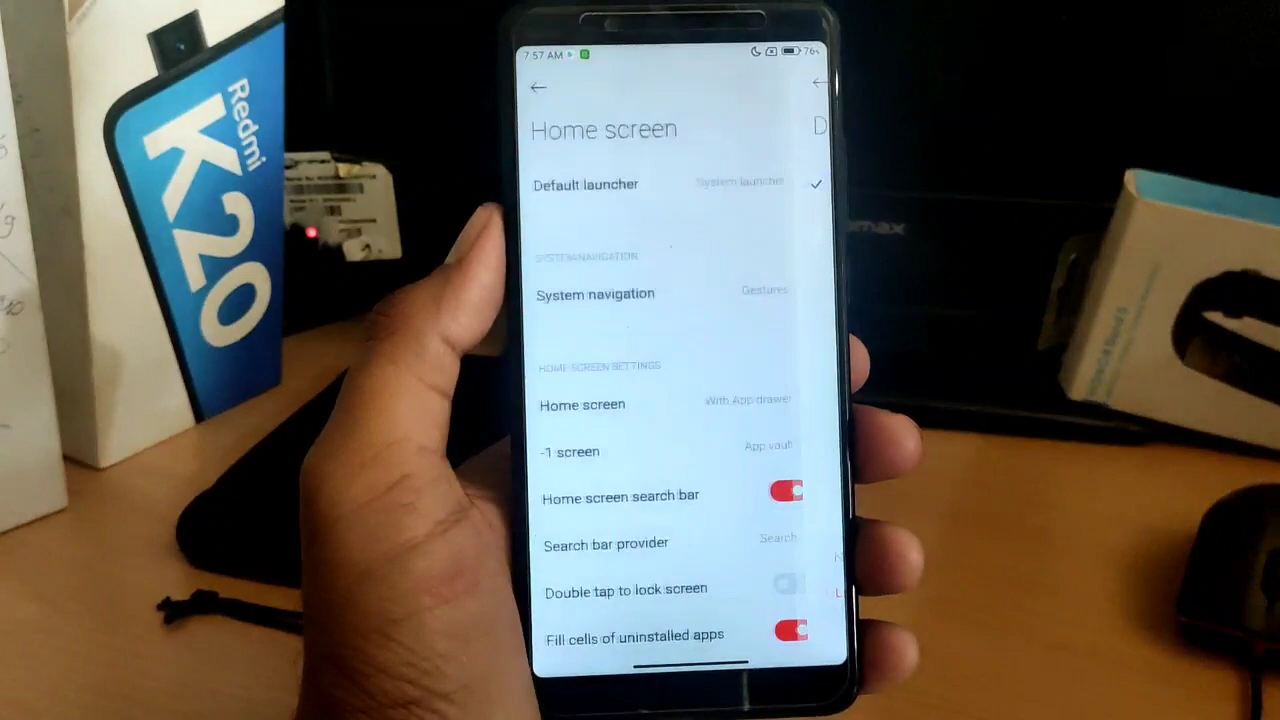 Redmi
K20
7:57 AM
76%
Home screen
D
Default launcher
System launcher
SYSTEM NAVIGATION
System navigation
Gestures
HOME SCREEN SETTINGS
Home screen
With App drawer
-1 screen
App vault
Home screen search bar
Search bar provider
Search
Double tap to lock screen
Fill cells of uninstalled apps